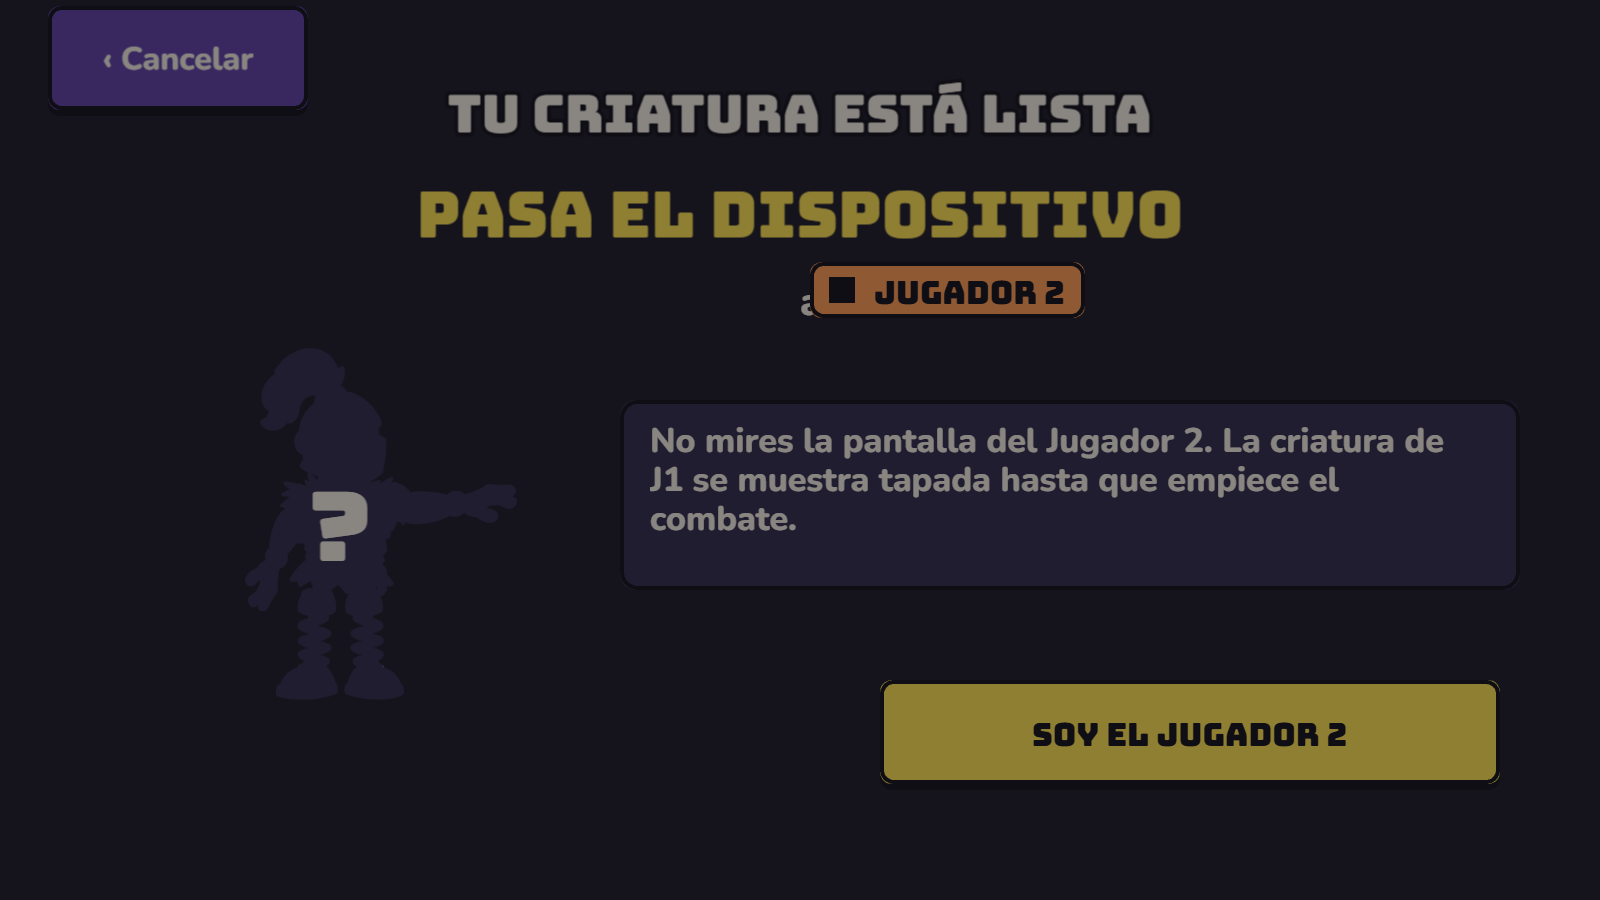 ‹ Cancelar
TU CRIATURA ESTÁ LISTA
PASA EL DISPOSITIVO
a JUGADOR 2
?
No mires la pantalla del Jugador 2. La criatura de
J1 se muestra tapada hasta que empiece el
combate.
SOY EL JUGADOR 2